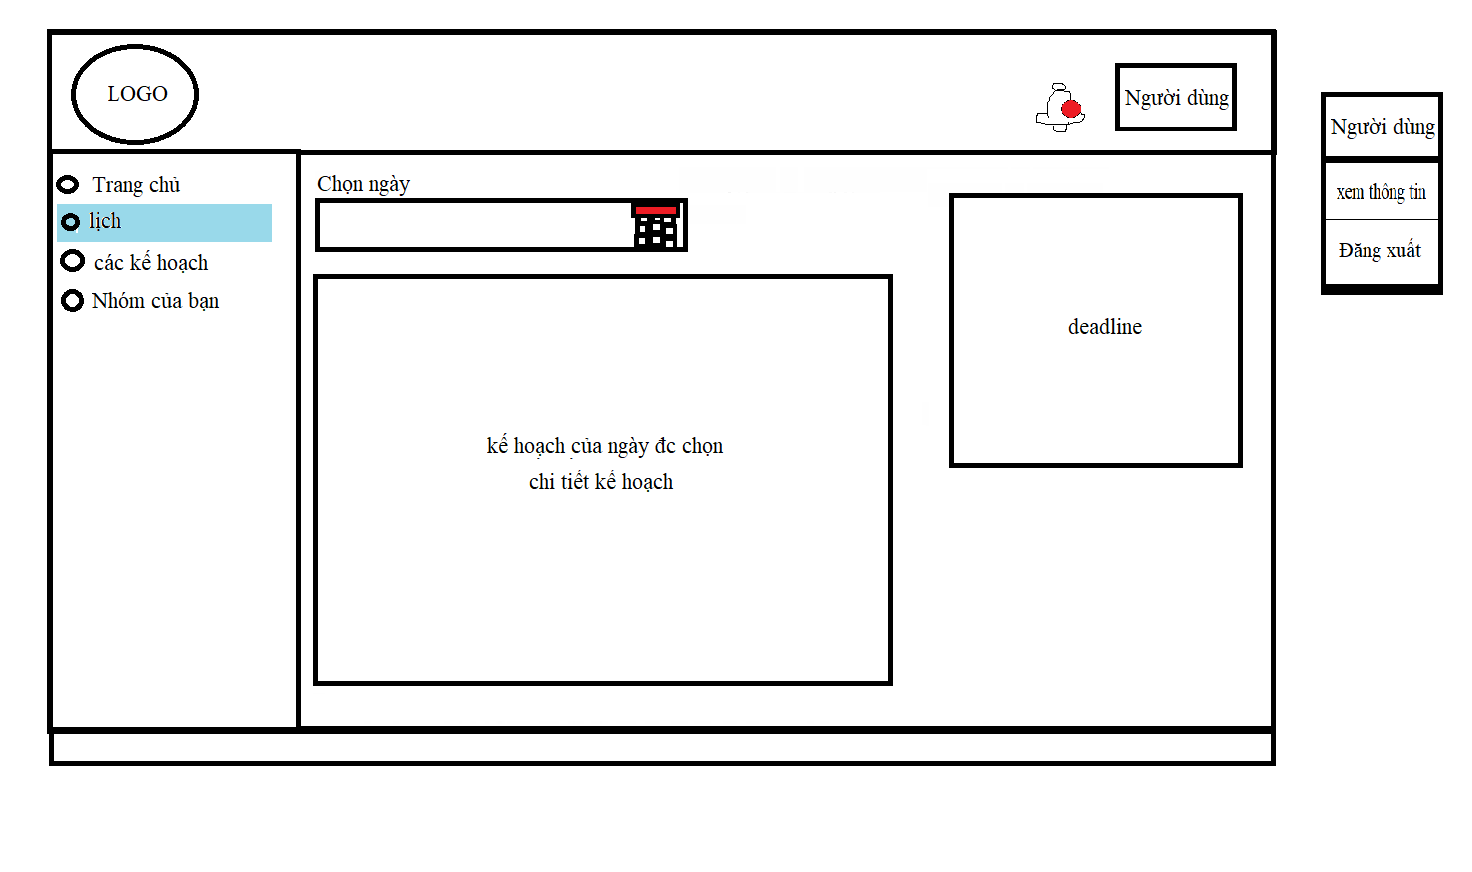 LOGO
Người dùng
Trang chủ
lịch
các kế hoạch
Nhóm của bạn
Chọn ngày
kế hoạch của ngày đc chọn
chi tiết kế hoạch
deadline
Người dùng
xem thông tin
Đăng xuất